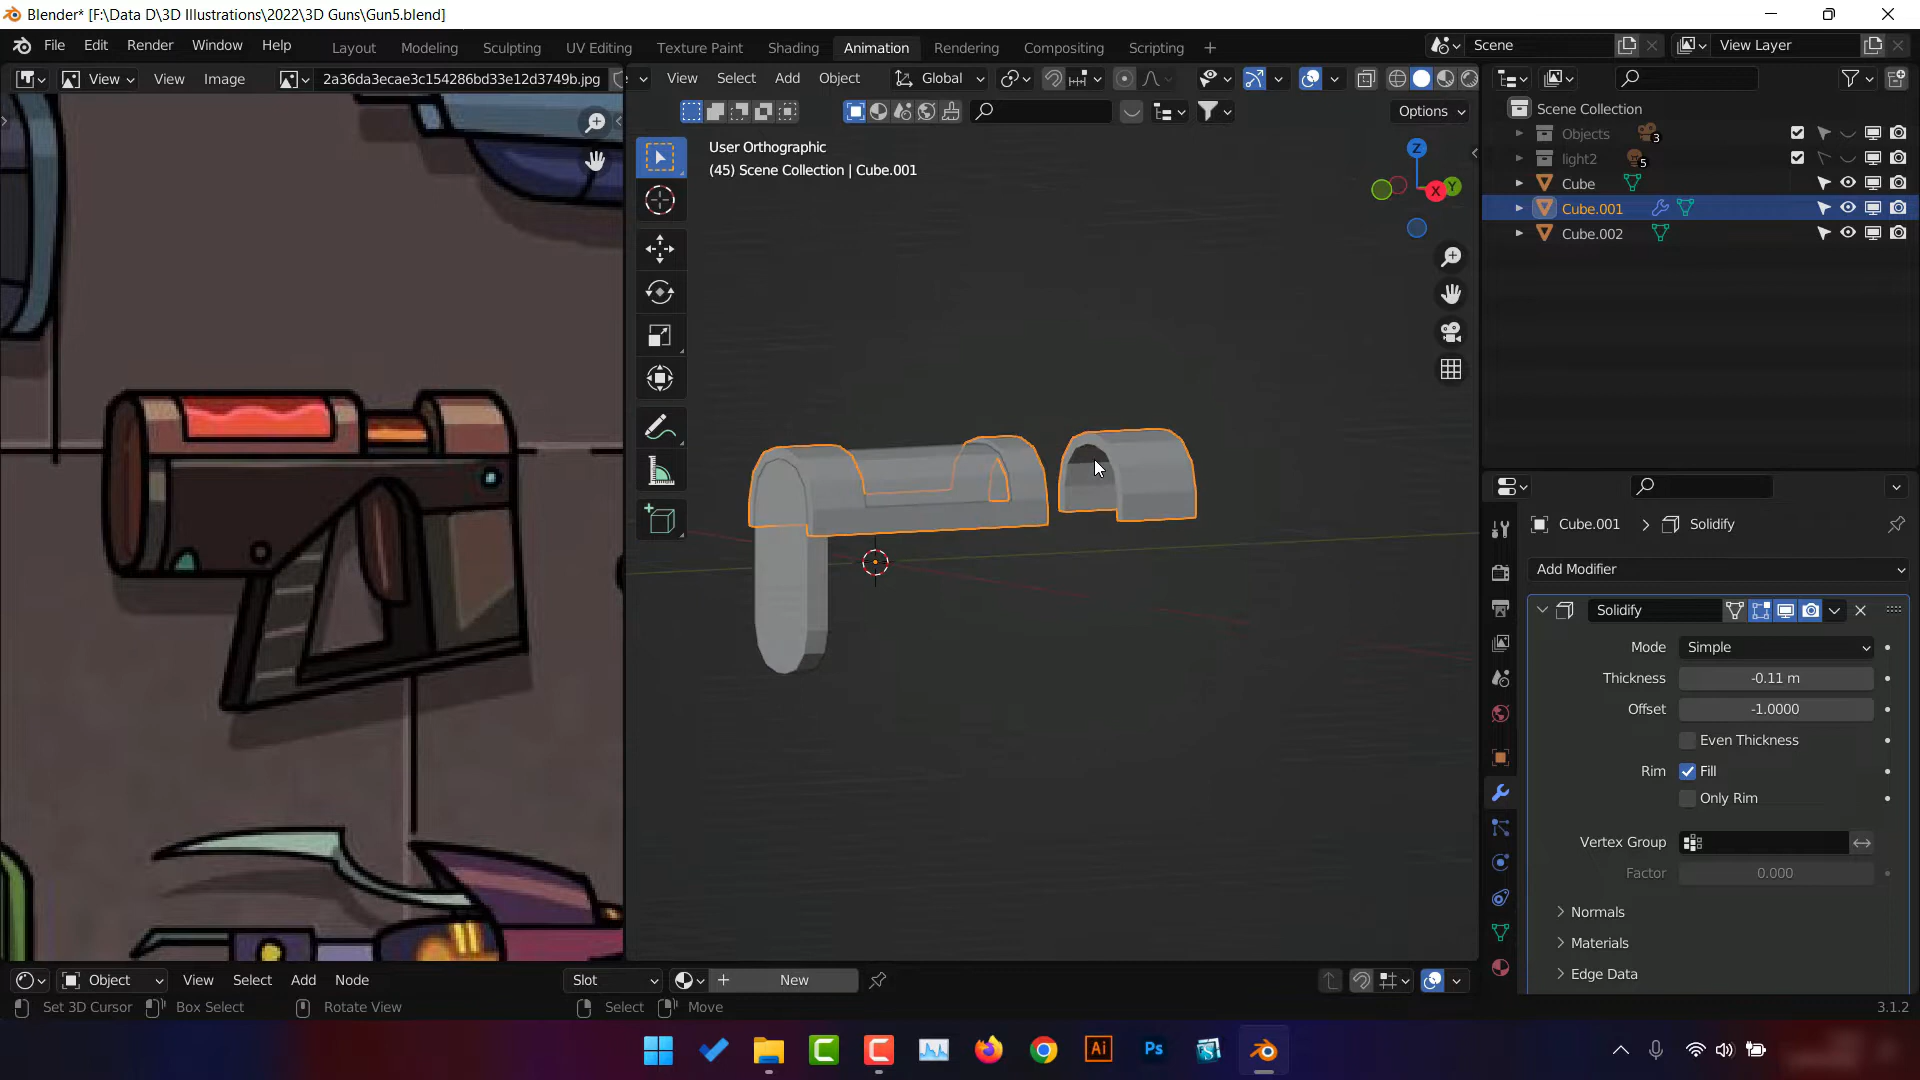 Blender* [F:\Data D\3D Illustrations\2022\3D Guns\Gun5.blend]
File Edit Render Window Help
Layout Modeling Sculpting UV Editing Texture Paint Shading Animation Rendering Compositing Scripting
Scene
View Layer
View View Image 2a36da3ecae3c154286bd33e12d3749b.jpg
View Select Add Object Global
Options
User Orthographic
(45) Scene Collection | Cube.001
Z
X
Y
Scene Collection
Objects 3
light2 5
Cube
Cube.001
Cube.002
Cube.001 > Solidify
Add Modifier
Solidify
Mode Simple
Thickness -0.11 m
Offset -1.0000
Even Thickness
Rim Fill
Only Rim
Vertex Group
Factor 0.000
Normals
Materials
Edge Data
Object View Select Add Node Slot New
Set 3D Cursor Box Select Rotate View Select Move
3.1.2
Ai
Ps